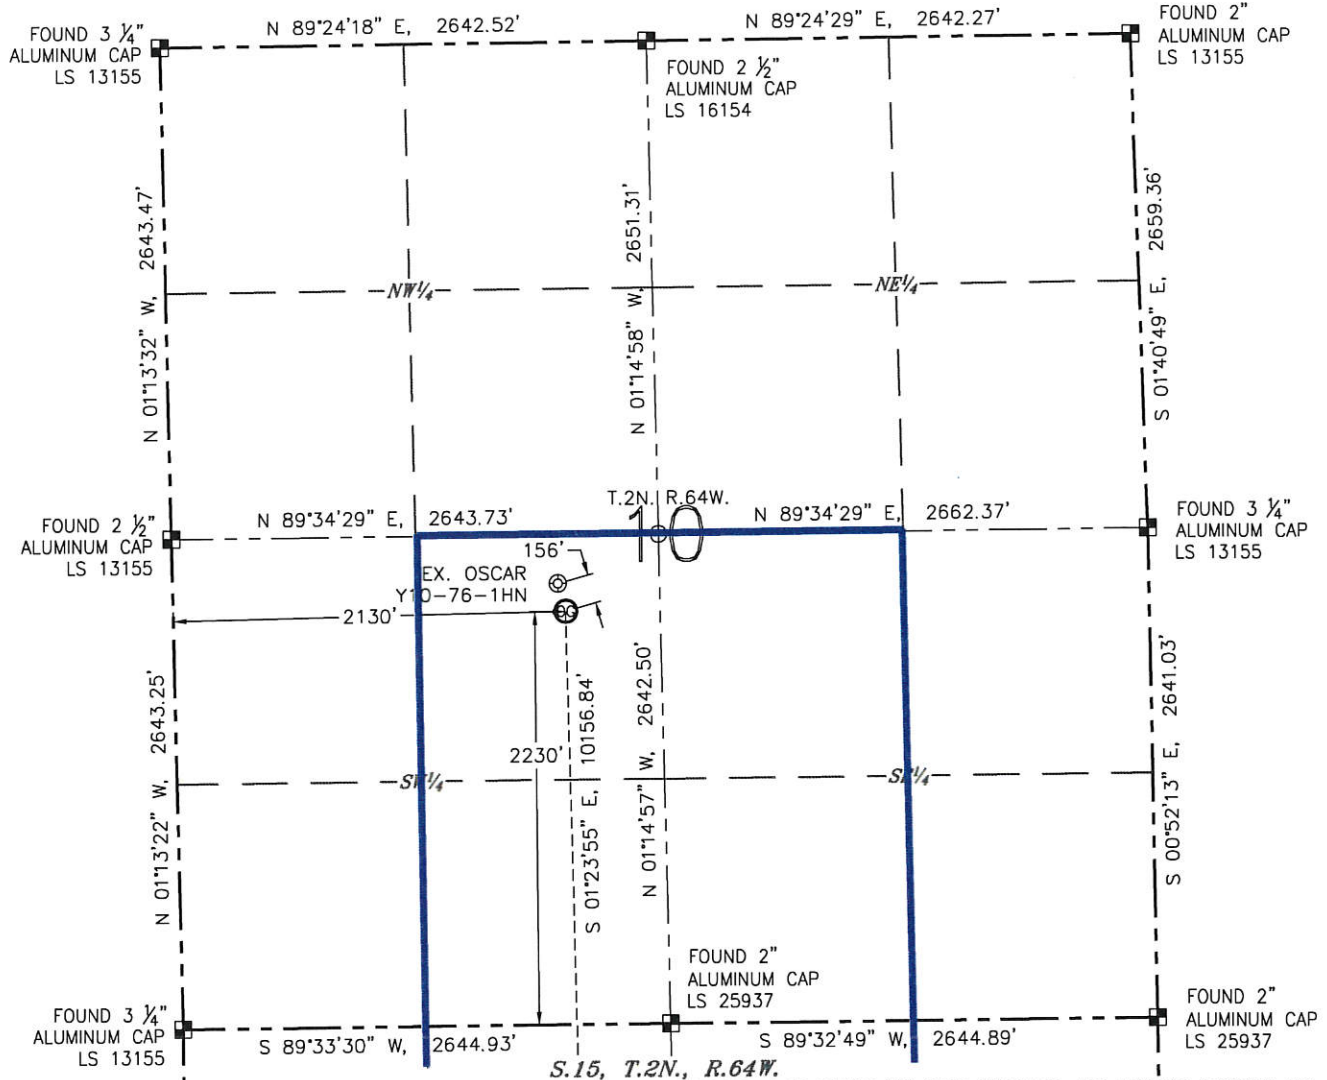 N 89°24'18" E, 2642.52'
N 89°24'29" E, 2642.27'
FOUND 3 ¼"
ALUMINUM CAP
LS 13155
FOUND 2 ½"
ALUMINUM CAP
LS 16154
FOUND 2"
ALUMINUM CAP
LS 13155
N 01°13'32" W, 2643.47'
N 01°14'58" W, 2651.31'
S 01°40'49" E, 2659.36'
NW¼
NE¼
T.2N. R.64W.
10
FOUND 2 ½"
ALUMINUM CAP
LS 13155
N 89°34'29" E, 2643.73'
N 89°34'29" E, 2662.37'
FOUND 3 ¼"
ALUMINUM CAP
LS 13155
156'
EX. OSCAR
Y10-76-1HN
2130'
2230'
N 01°13'22" W, 2643.25'
S 01°23'55" E, 10156.84'
N 01°14'57" W, 2642.50'
S 00°52'13" E, 2641.03'
SW¼
SE¼
FOUND 3 ¼"
ALUMINUM CAP
LS 13155
FOUND 2"
ALUMINUM CAP
LS 25937
FOUND 2"
ALUMINUM CAP
LS 25937
S 89°33'30" W, 2644.93'
S 89°32'49" W, 2644.89'
S.15, T.2N., R.64W.